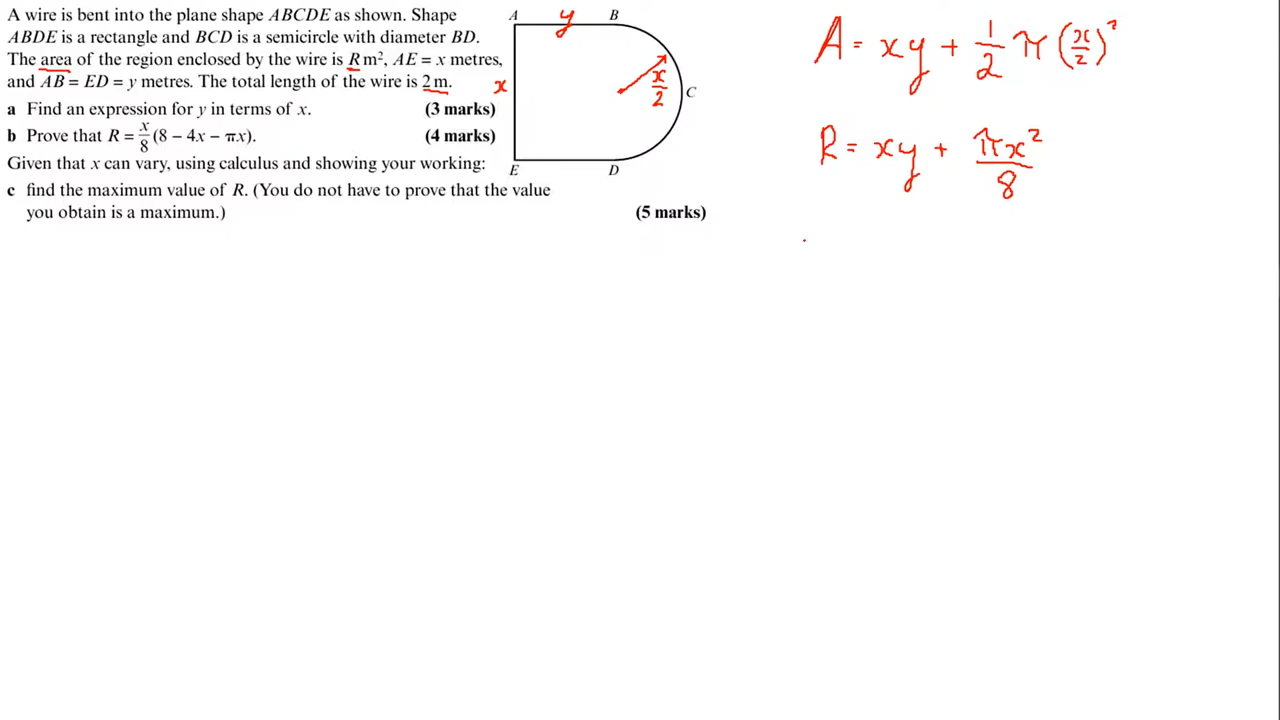 A wire is bent into the plane shape ABCDE as shown. Shape
ABDE is a rectangle and BCD is a semicircle with diameter BD.
The area of the region enclosed by the wire is R m², AE = x metres,
and AB = ED = y metres. The total length of the wire is 2 m.
a Find an expression for y in terms of x. (3 marks)
b Prove that R = x/8 (8 − 4x − πx). (4 marks)
Given that x can vary, using calculus and showing your working:
c find the maximum value of R. (You do not have to prove that the value
you obtain is a maximum.) (5 marks)
A y B
x
x/2 C
E D
A = xy + 1/2 π (x/2)²
R = xy + πx²/8